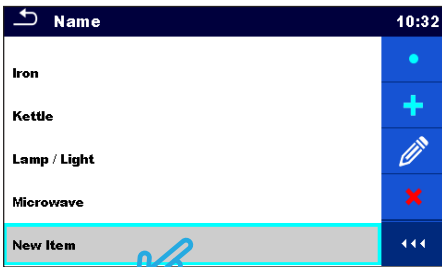 Name 10:32
Iron
Kettle
Lamp / Light
Microwave
New Item